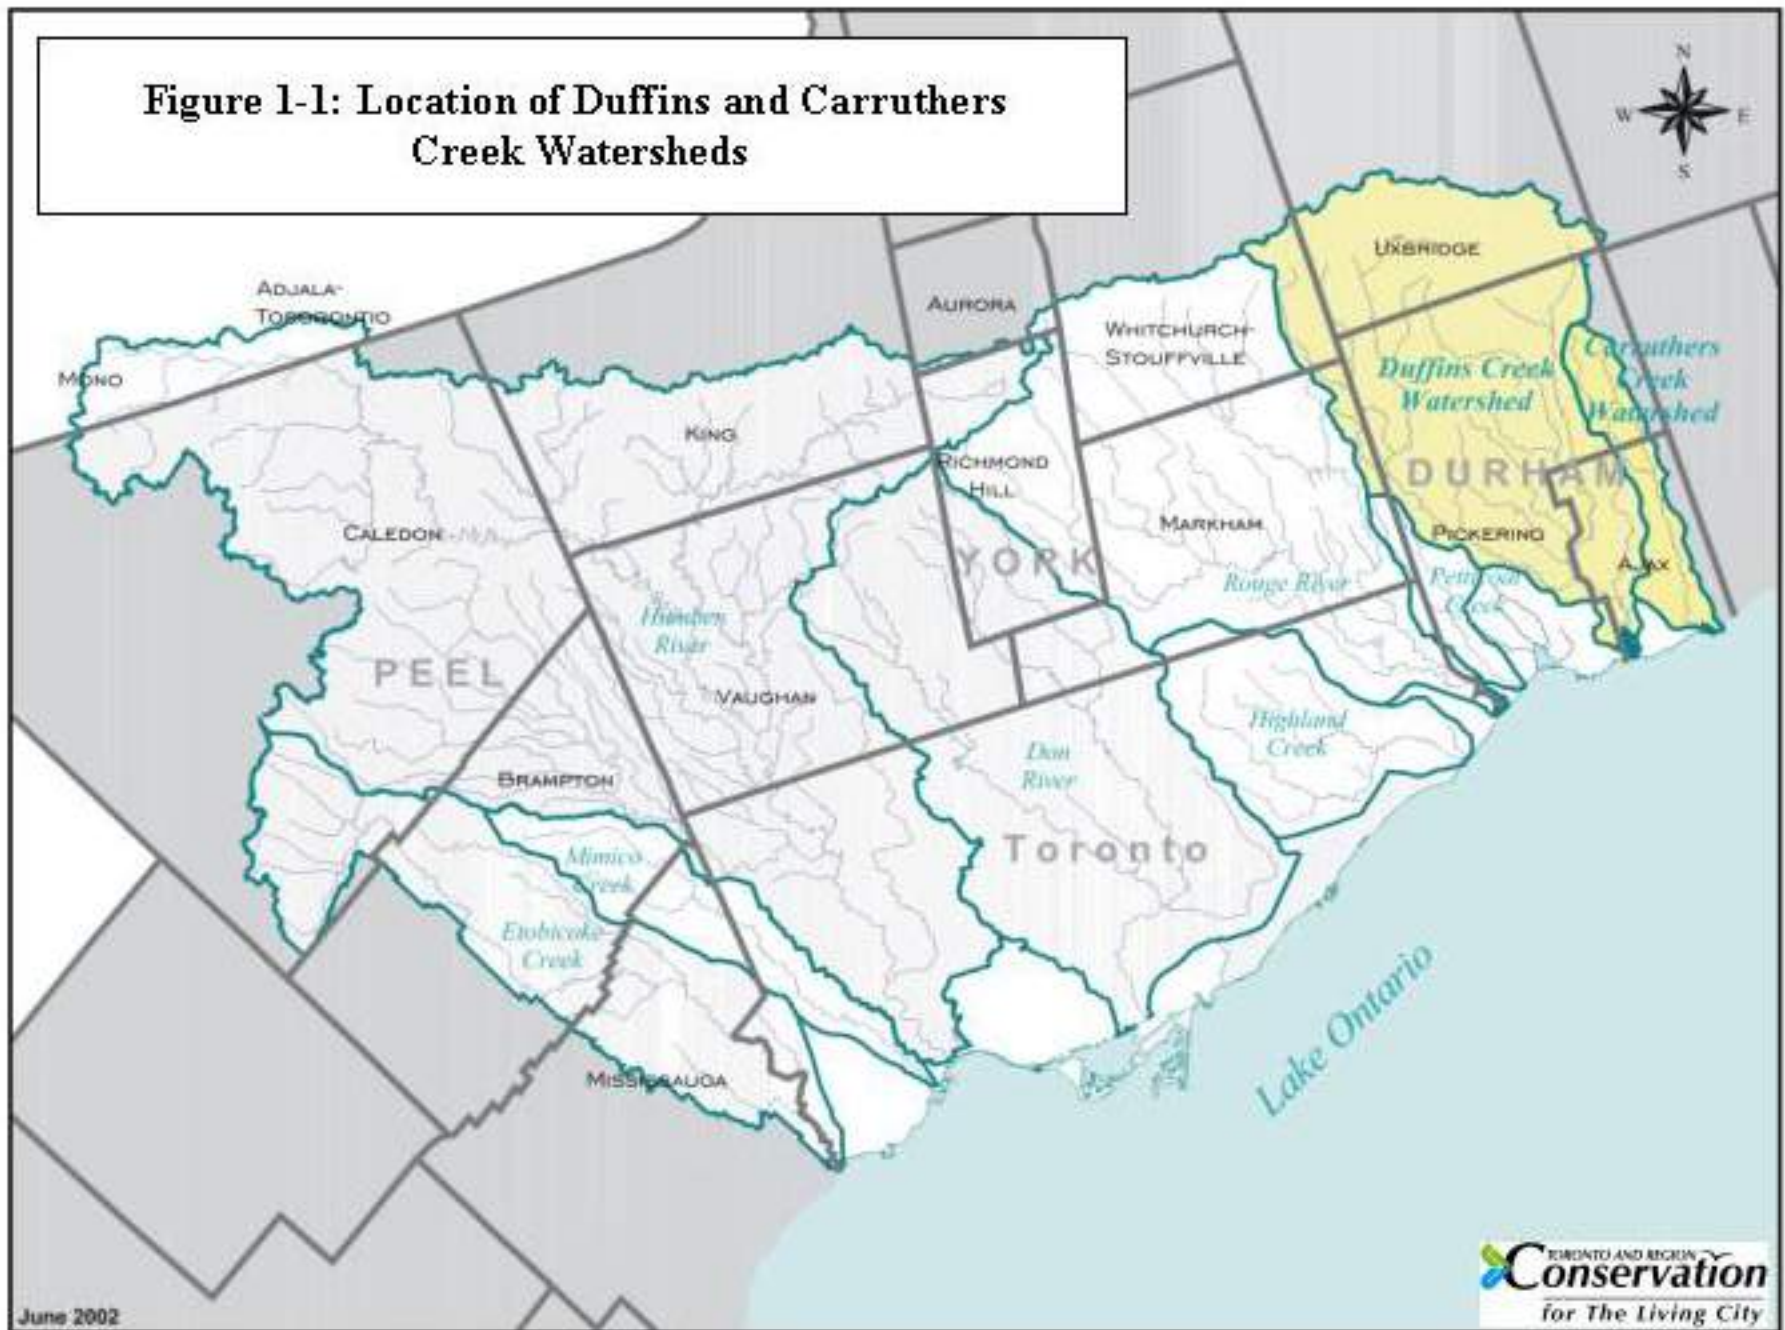 Figure 1-1: Location of Duffins and Carruthers
Creek Watersheds
N
W E
S
UXBRIDGE
ADJALA-
TOSORONTIO
AURORA
WHITCHURCH-
STOUFFVILLE
MONO
Duffins Creek
Watershed
Carruthers
Creek
Watershed
KING
RICHMOND
HILL
DURHAM
CALEDON
MARKHAM
PICKERING
YORK
AJAX
Rouge River
Petticoat
Creek
Humber
River
PEEL
VAUGHAN
Highland
Creek
Don
River
BRAMPTON
Toronto
Mimico
Creek
Etobicoke
Creek
MISSISSAUGA
Lake Ontario
TORONTO AND REGION
Conservation
for The Living City
June 2002